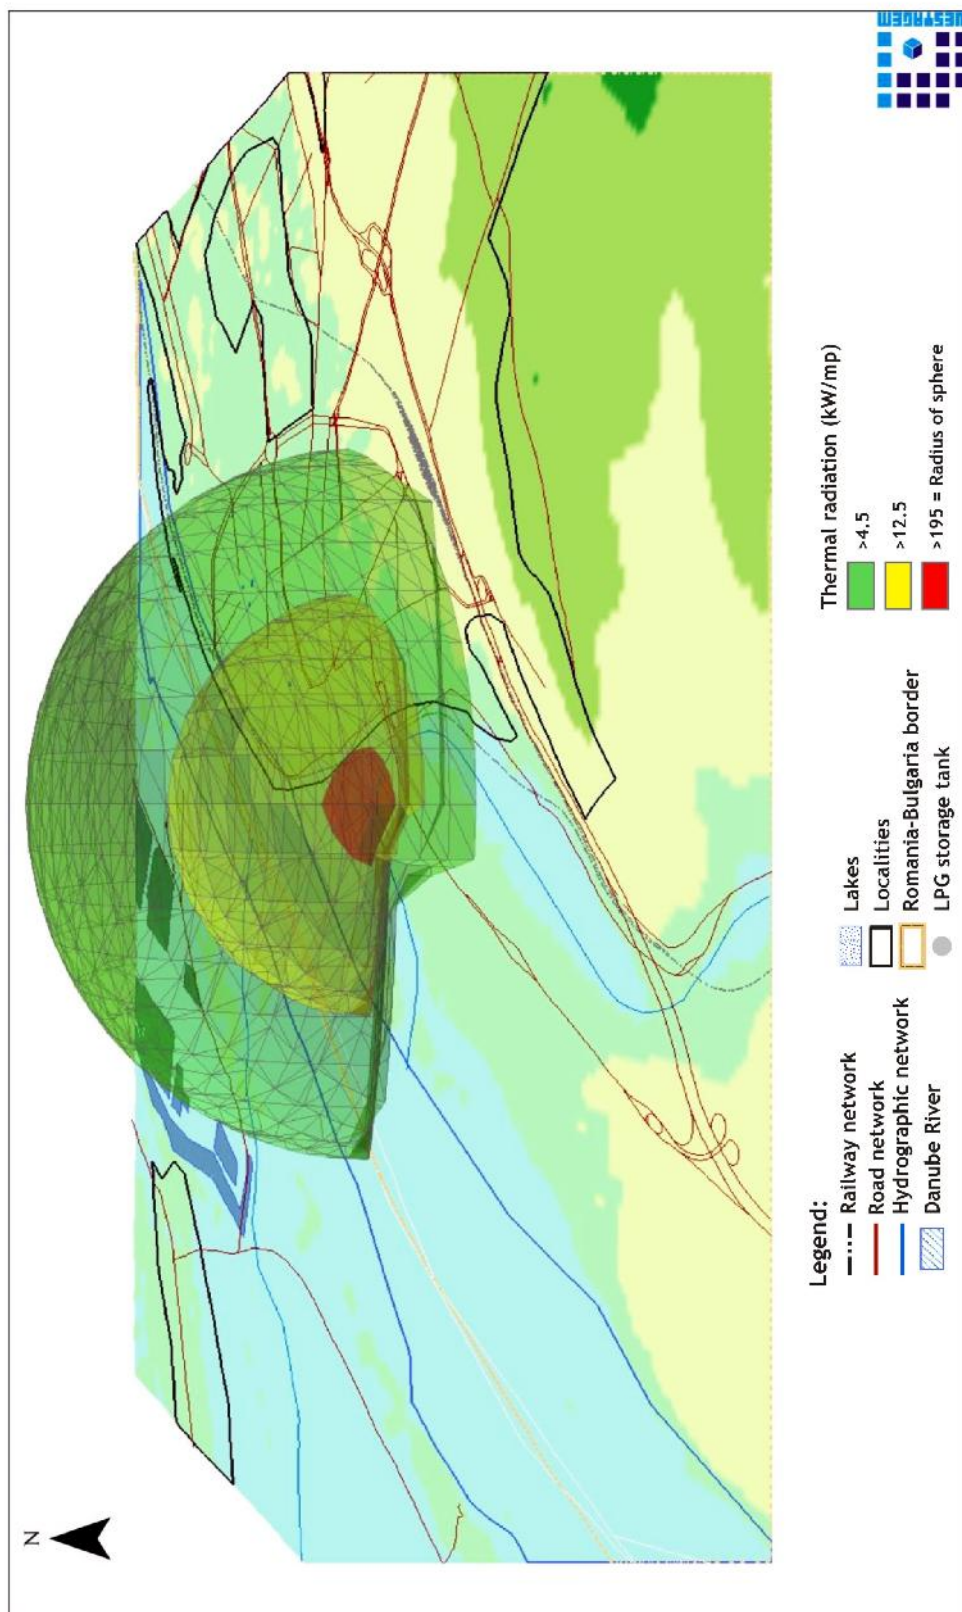 N
Legend:
Railway network
Road network
Hydrographic network
Danube River
Lakes
Localities
Romania-Bulgaria border
LPG storage tank
Thermal radiation (kW/mp)
>4.5
>12.5
>195 = Radius of sphere